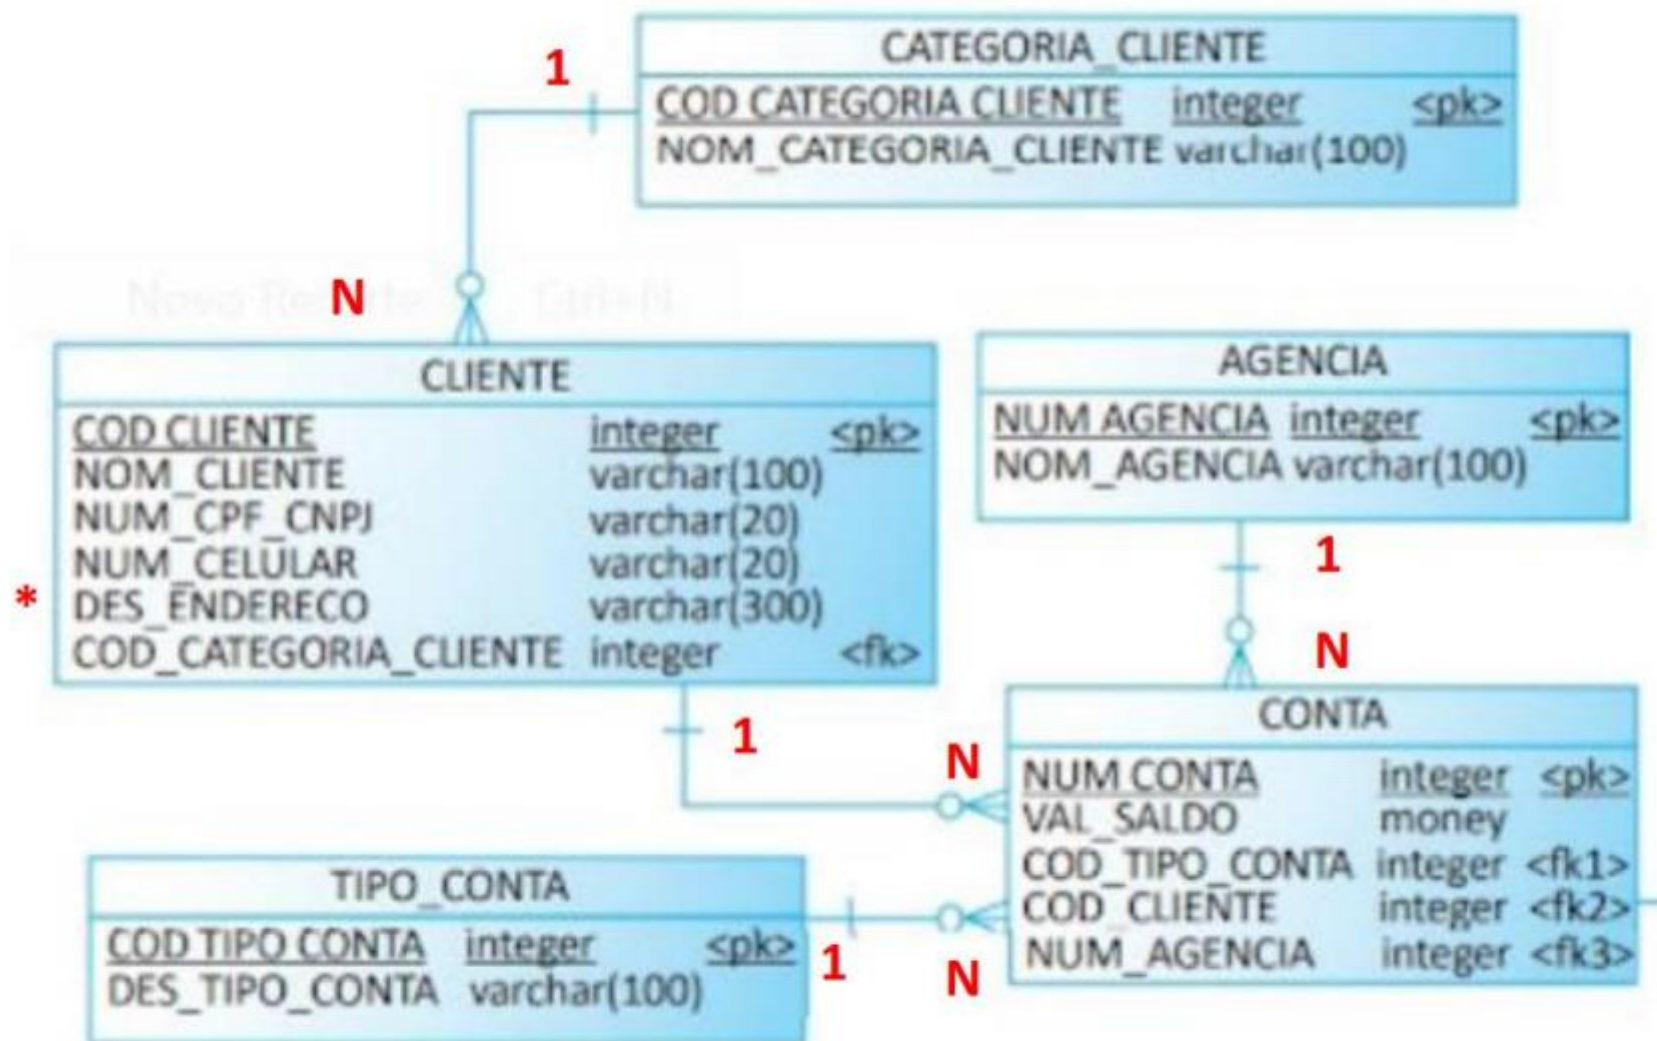 1
CATEGORIA_CLIENTE
COD CATEGORIA CLIENTE integer <pk>
NOM_CATEGORIA_CLIENTE varchar(100)
N
Novo Ctrl+N
CLIENTE
COD CLIENTE integer <pk>
NOM_CLIENTE varchar(100)
NUM_CPF_CNPJ varchar(20)
NUM_CELULAR varchar(20)
* DES_ENDERECO varchar(300)
COD_CATEGORIA_CLIENTE integer <fk>
AGENCIA
NUM AGENCIA integer <pk>
NOM_AGENCIA varchar(100)
1
N
1
N
CONTA
NUM CONTA integer <pk>
VAL_SALDO money
COD_TIPO_CONTA integer <fk1>
COD_CLIENTE integer <fk2>
NUM_AGENCIA integer <fk3>
TIPO_CONTA
COD TIPO CONTA integer <pk>
DES_TIPO_CONTA varchar(100)
1
N